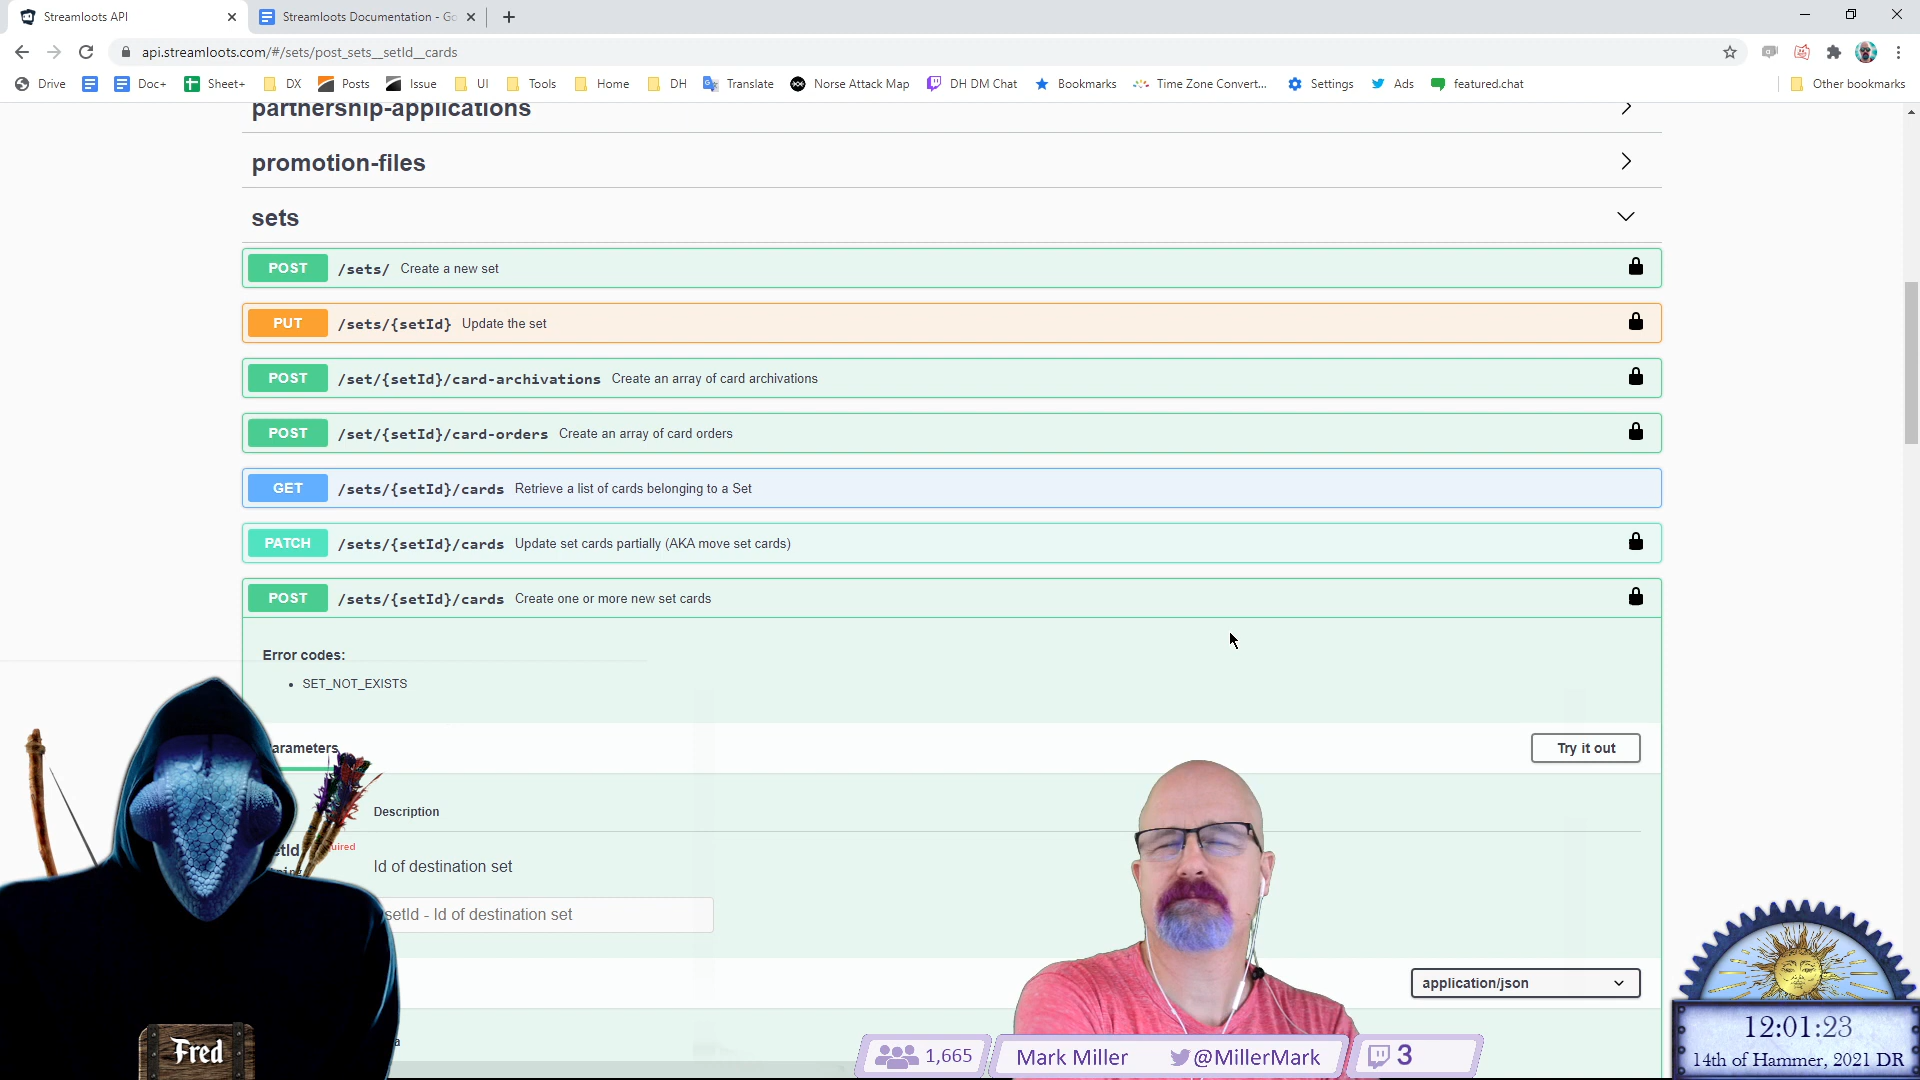 Streamloots API
Streamloots Documentation - Go
api.streamloots.com/#/sets/post_sets__setId__cards
Drive
Doc+
Sheet+
DX
Posts
Issue
UI
Tools
Home
DH
Translate
Norse Attack Map
DH DM Chat
Bookmarks
Time Zone Convert...
Settings
Ads
featured.chat
Other bookmarks
partnership-applications
promotion-files
sets
POST /sets/ Create a new set
PUT /sets/{setId} Update the set
POST /set/{setId}/card-archivations Create an array of card archivations
POST /set/{setId}/card-orders Create an array of card orders
GET /sets/{setId}/cards Retrieve a list of cards belonging to a Set
PATCH /sets/{setId}/cards Update set cards partially (AKA move set cards)
POST /sets/{setId}/cards Create one or more new set cards
Error codes:
SET_NOT_EXISTS
arameters
Try it out
Description
etId
uired
Id of destination set
setId - Id of destination set
application/json
Fred
1,665
Mark Miller
@MillerMark
3
12:01:23
14th of Hammer, 2021 DR